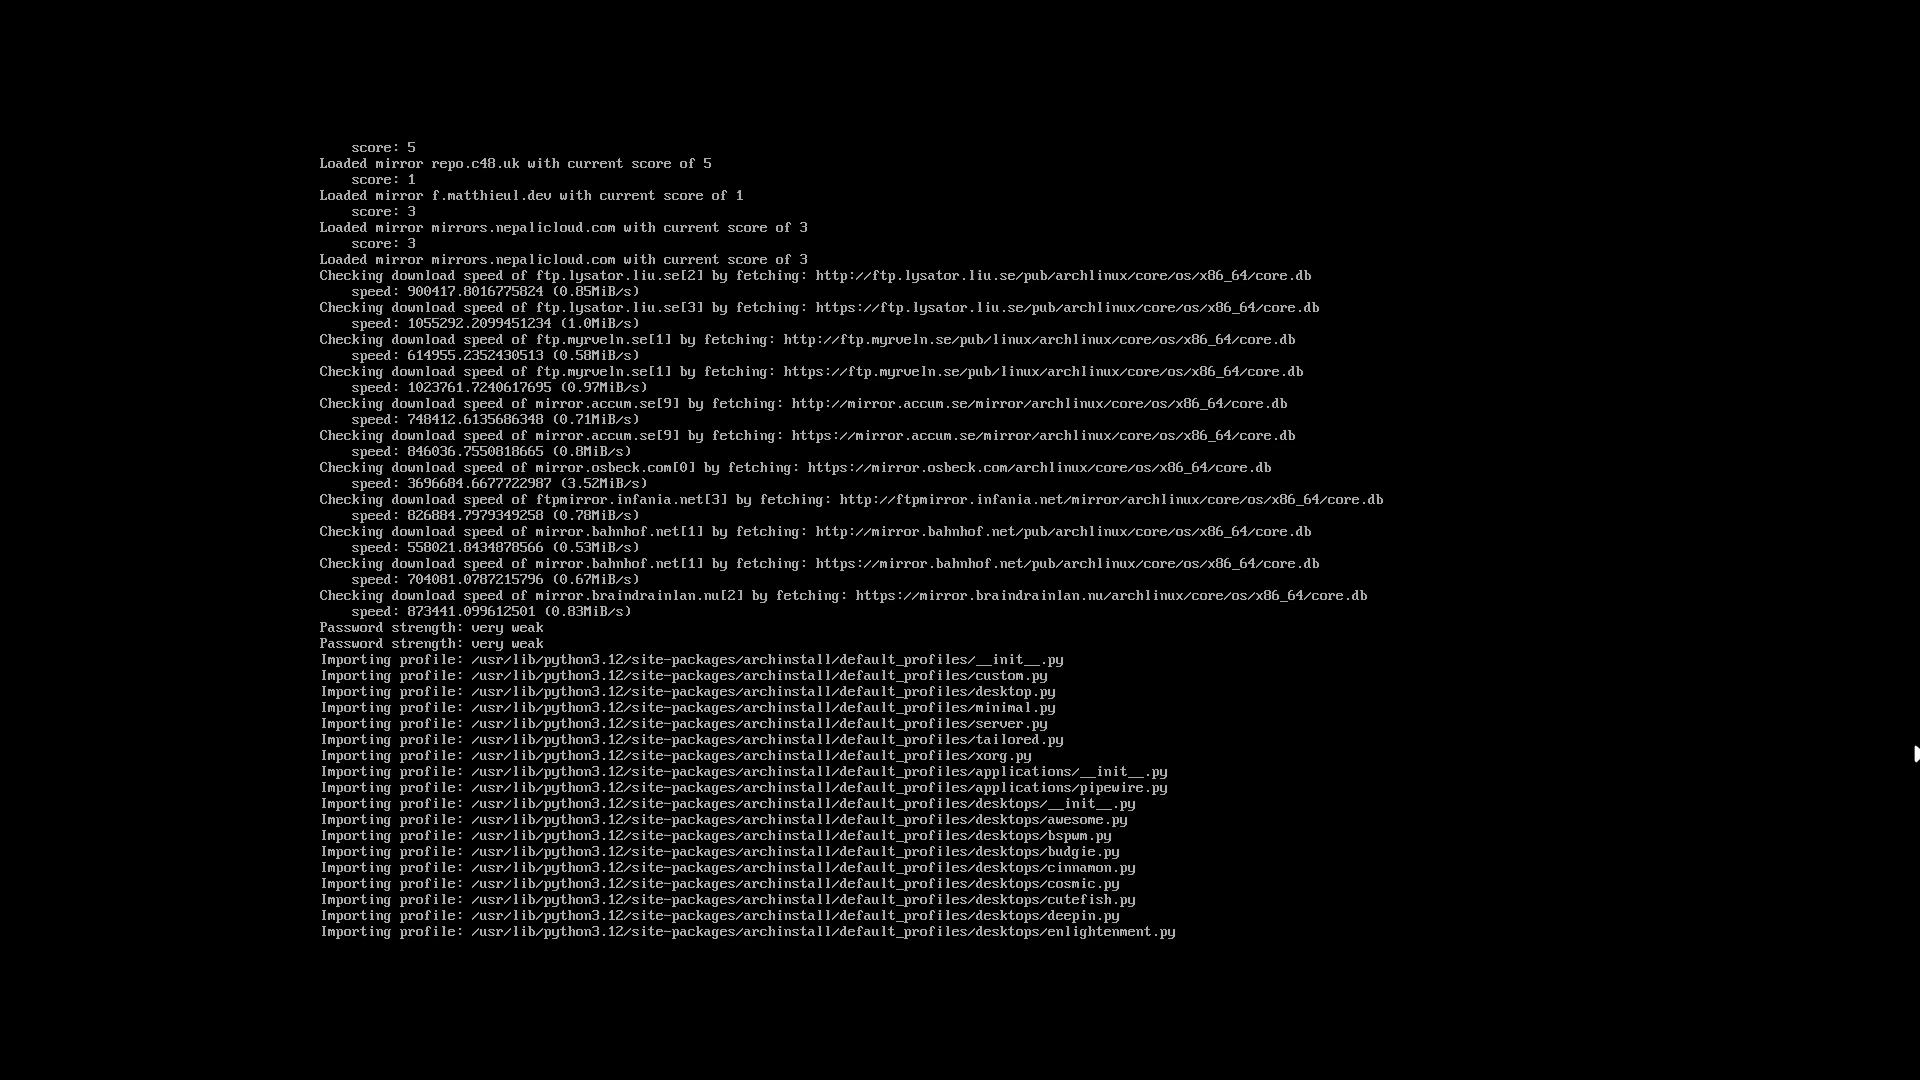 score: 5
Loaded mirror repo.c48.uk with current score of 5
score: 1
Loaded mirror f.matthieul.dev with current score of 1
score: 3
Loaded mirror mirrors.nepalicloud.com with current score of 3
score: 3
Loaded mirror mirrors.nepalicloud.com with current score of 3
Checking download speed of ftp.lysator.liu.se[2] by fetching: http://ftp.lysator.liu.se/pub/archlinux/core/os/x86_64/core.db
speed: 900417.8016775824 (0.85MiB/s)
Checking download speed of ftp.lysator.liu.se[3] by fetching: https://ftp.lysator.liu.se/pub/archlinux/core/os/x86_64/core.db
speed: 1055292.2099451234 (1.0MiB/s)
Checking download speed of ftp.myrveln.se[1] by fetching: http://ftp.myrveln.se/pub/linux/archlinux/core/os/x86_64/core.db
speed: 614955.2352430513 (0.58MiB/s)
Checking download speed of ftp.myrveln.se[1] by fetching: https://ftp.myrveln.se/pub/linux/archlinux/core/os/x86_64/core.db
speed: 1023761.7240617695 (0.97MiB/s)
Checking download speed of mirror.accum.se[9] by fetching: http://mirror.accum.se/mirror/archlinux/core/os/x86_64/core.db
speed: 748412.6135686348 (0.71MiB/s)
Checking download speed of mirror.accum.se[9] by fetching: https://mirror.accum.se/mirror/archlinux/core/os/x86_64/core.db
speed: 846036.7550818665 (0.8MiB/s)
Checking download speed of mirror.osbeck.com[0] by fetching: https://mirror.osbeck.com/archlinux/core/os/x86_64/core.db
speed: 3696684.6677722987 (3.52MiB/s)
Checking download speed of ftpmirror.infania.net[3] by fetching: http://ftpmirror.infania.net/mirror/archlinux/core/os/x86_64/core.db
speed: 826884.7979349258 (0.78MiB/s)
Checking download speed of mirror.bahnhof.net[1] by fetching: http://mirror.bahnhof.net/pub/archlinux/core/os/x86_64/core.db
speed: 558021.8434878566 (0.53MiB/s)
Checking download speed of mirror.bahnhof.net[1] by fetching: https://mirror.bahnhof.net/pub/archlinux/core/os/x86_64/core.db
speed: 704081.0787215796 (0.67MiB/s)
Checking download speed of mirror.braindrainlan.nu[2] by fetching: https://mirror.braindrainlan.nu/archlinux/core/os/x86_64/core.db
speed: 873441.099612501 (0.83MiB/s)
Password strength: very weak
Password strength: very weak
Importing profile: /usr/lib/python3.12/site-packages/archinstall/default_profiles/__init__.py
Importing profile: /usr/lib/python3.12/site-packages/archinstall/default_profiles/custom.py
Importing profile: /usr/lib/python3.12/site-packages/archinstall/default_profiles/desktop.py
Importing profile: /usr/lib/python3.12/site-packages/archinstall/default_profiles/minimal.py
Importing profile: /usr/lib/python3.12/site-packages/archinstall/default_profiles/server.py
Importing profile: /usr/lib/python3.12/site-packages/archinstall/default_profiles/tailored.py
Importing profile: /usr/lib/python3.12/site-packages/archinstall/default_profiles/xorg.py
Importing profile: /usr/lib/python3.12/site-packages/archinstall/default_profiles/applications/__init__.py
Importing profile: /usr/lib/python3.12/site-packages/archinstall/default_profiles/applications/pipewire.py
Importing profile: /usr/lib/python3.12/site-packages/archinstall/default_profiles/desktops/__init__.py
Importing profile: /usr/lib/python3.12/site-packages/archinstall/default_profiles/desktops/awesome.py
Importing profile: /usr/lib/python3.12/site-packages/archinstall/default_profiles/desktops/bspwm.py
Importing profile: /usr/lib/python3.12/site-packages/archinstall/default_profiles/desktops/budgie.py
Importing profile: /usr/lib/python3.12/site-packages/archinstall/default_profiles/desktops/cinnamon.py
Importing profile: /usr/lib/python3.12/site-packages/archinstall/default_profiles/desktops/cosmic.py
Importing profile: /usr/lib/python3.12/site-packages/archinstall/default_profiles/desktops/cutefish.py
Importing profile: /usr/lib/python3.12/site-packages/archinstall/default_profiles/desktops/deepin.py
Importing profile: /usr/lib/python3.12/site-packages/archinstall/default_profiles/desktops/enlightenment.py